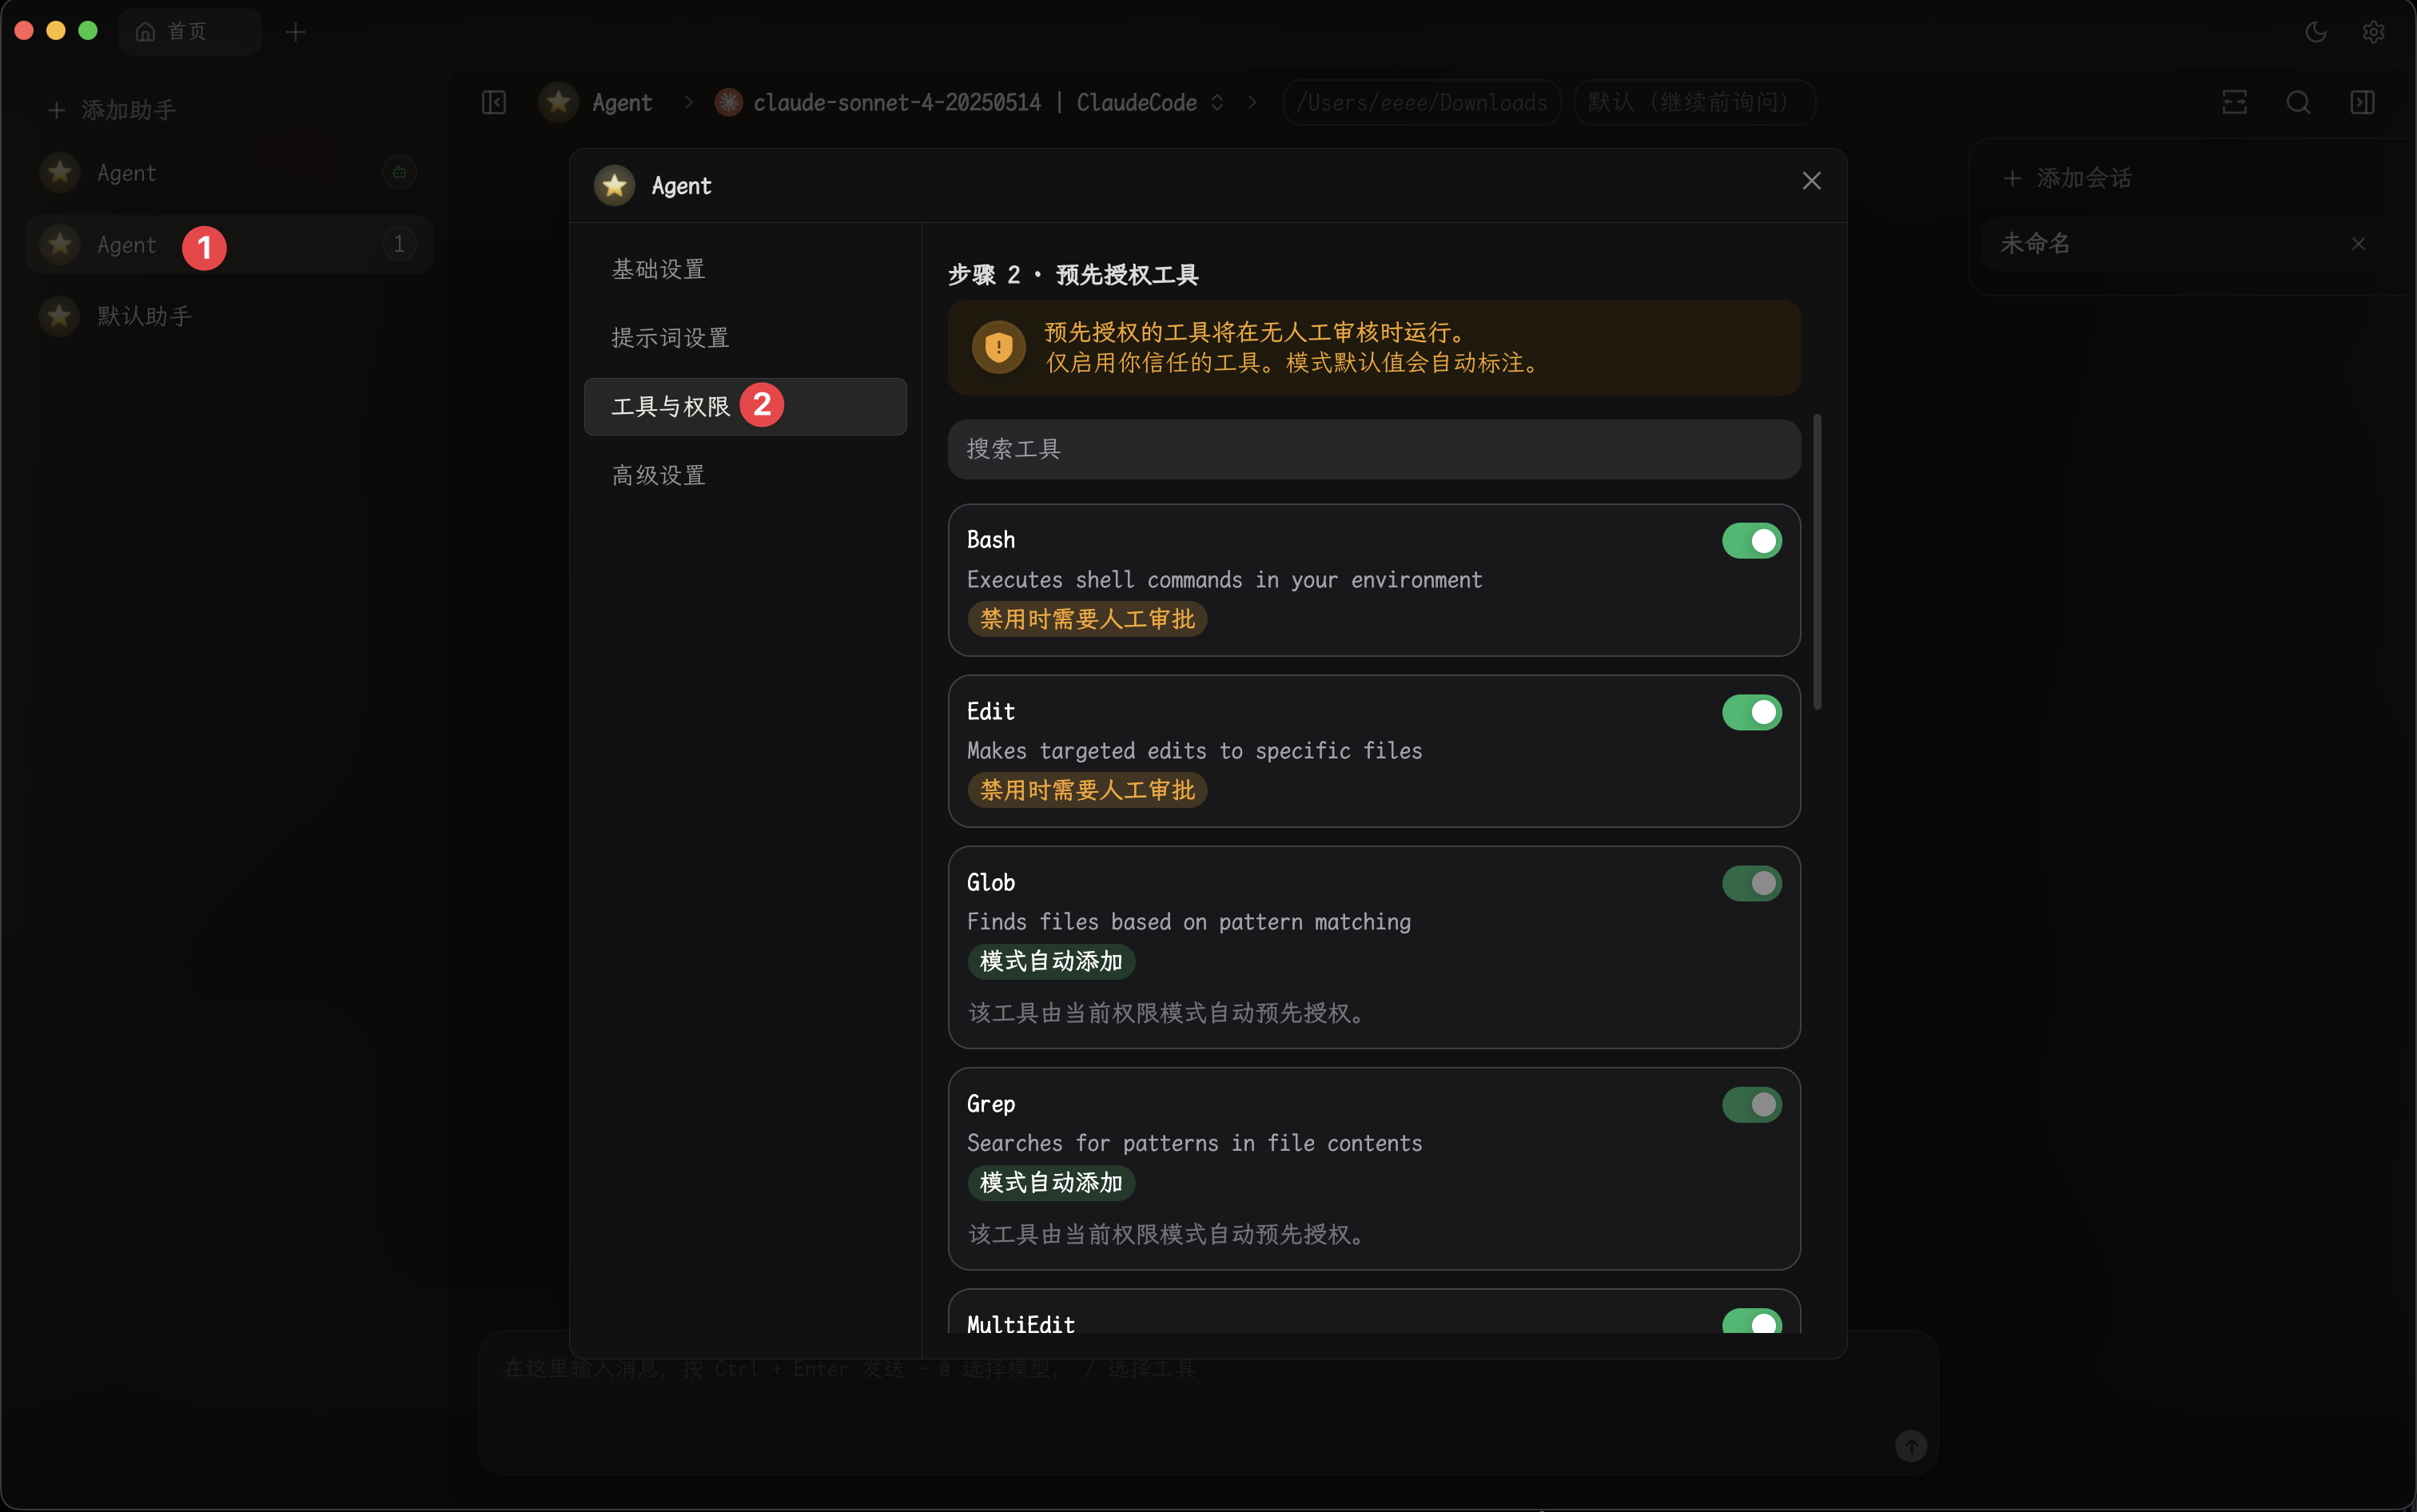 首页
添加助手
Agent
Agent
1
1
默认助手
Agent
claude-sonnet-4-20250514 | ClaudeCode
/Users/eeee/Downloads
默认（继续前询问）
添加会话
未命名
Agent
基础设置
提示词设置
工具与权限
2
高级设置
步骤 2 · 预先授权工具
预先授权的工具将在无人工审核时运行。
仅启用你信任的工具。模式默认值会自动标注。
搜索工具
Bash
Executes shell commands in your environment
禁用时需要人工审批
Edit
Makes targeted edits to specific files
禁用时需要人工审批
Glob
Finds files based on pattern matching
模式自动添加
该工具由当前权限模式自动预先授权。
Grep
Searches for patterns in file contents
模式自动添加
该工具由当前权限模式自动预先授权。
MultiEdit
在这里输入消息，按 Ctrl + Enter 发送 - @ 选择模型， / 选择工具